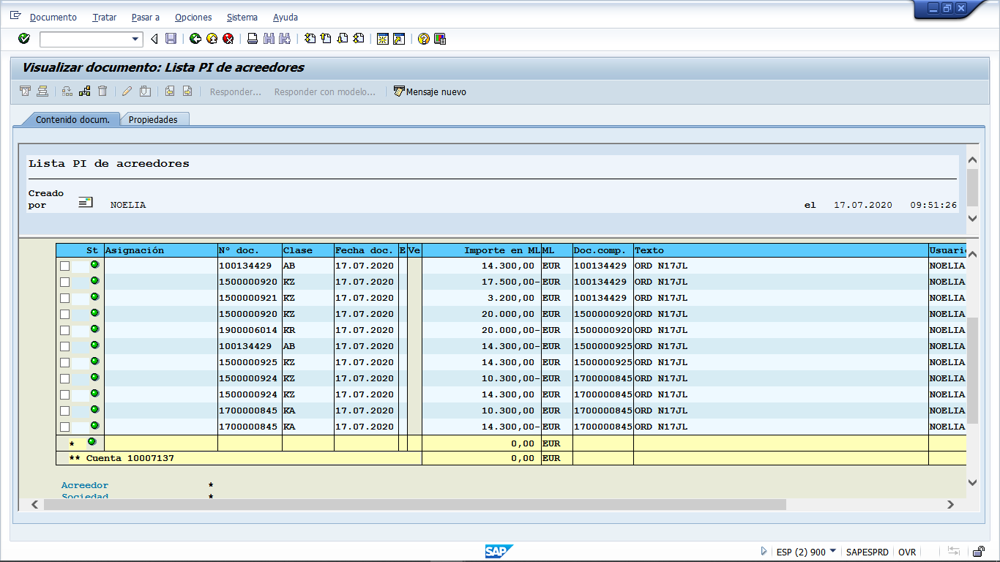 Documento Tratar Pasar a Opciones Sistema Ayuda
Visualizar documento: Lista PI de acreedores
Responder... Responder con modelo... Mensaje nuevo
Contenido docum. Propiedades
Lista PI de acreedores
Creado
por NOELIA el 17.07.2020 09:51:26
St Asignación Nº doc. Clase Fecha doc. E Ve Importe en ML ML Doc.comp. Texto Usuario
100134429 AB 17.07.2020 14.300,00 EUR 100134429 ORD N17JL NOELIA
1500000920 KZ 17.07.2020 17.500,00- EUR 100134429 ORD N17JL NOELIA
1500000921 KZ 17.07.2020 3.200,00 EUR 100134429 ORD N17JL NOELIA
1500000920 KZ 17.07.2020 20.000,00 EUR 1500000920 ORD N17JL NOELIA
1900006014 KR 17.07.2020 20.000,00- EUR 1500000920 ORD N17JL NOELIA
100134429 AB 17.07.2020 14.300,00- EUR 1500000925 ORD N17JL NOELIA
1500000925 KZ 17.07.2020 14.300,00 EUR 1500000925 ORD N17JL NOELIA
1500000924 KZ 17.07.2020 10.300,00- EUR 1700000845 ORD N17JL NOELIA
1500000924 KZ 17.07.2020 14.300,00 EUR 1700000845 ORD N17JL NOELIA
1700000845 KA 17.07.2020 10.300,00 EUR 1700000845 ORD N17JL NOELIA
1700000845 KA 17.07.2020 14.300,00- EUR 1700000845 ORD N17JL NOELIA
* 0,00 EUR
** Cuenta 10007137 0,00 EUR
Acreedor *
Sociedad *
SAP ESP (2) 900 SAPESPRD OVR